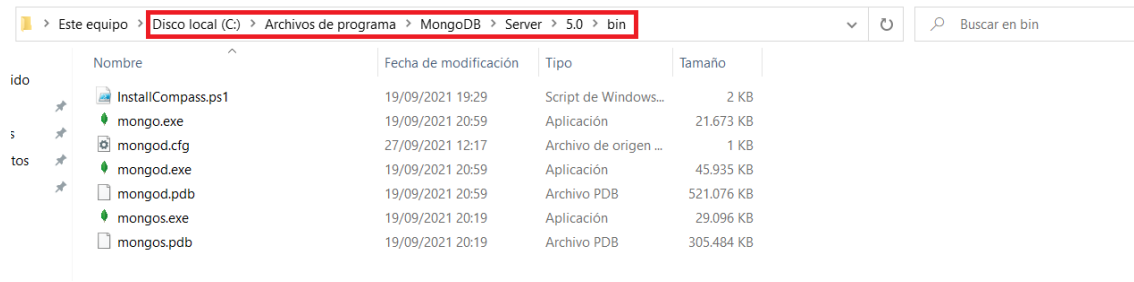 Este equipo > Disco local (C:) > Archivos de programa > MongoDB > Server > 5.0 > bin Buscar en bin
Nombre Fecha de modificación Tipo Tamaño
ido
InstallCompass.ps1 19/09/2021 19:29 Script de Windows... 2 KB
mongo.exe 19/09/2021 20:59 Aplicación 21.673 KB
s mongod.cfg 27/09/2021 12:17 Archivo de origen ... 1 KB
tos mongod.exe 19/09/2021 20:59 Aplicación 45.935 KB
mongod.pdb 19/09/2021 20:59 Archivo PDB 521.076 KB
mongos.exe 19/09/2021 20:19 Aplicación 29.096 KB
mongos.pdb 19/09/2021 20:19 Archivo PDB 305.484 KB